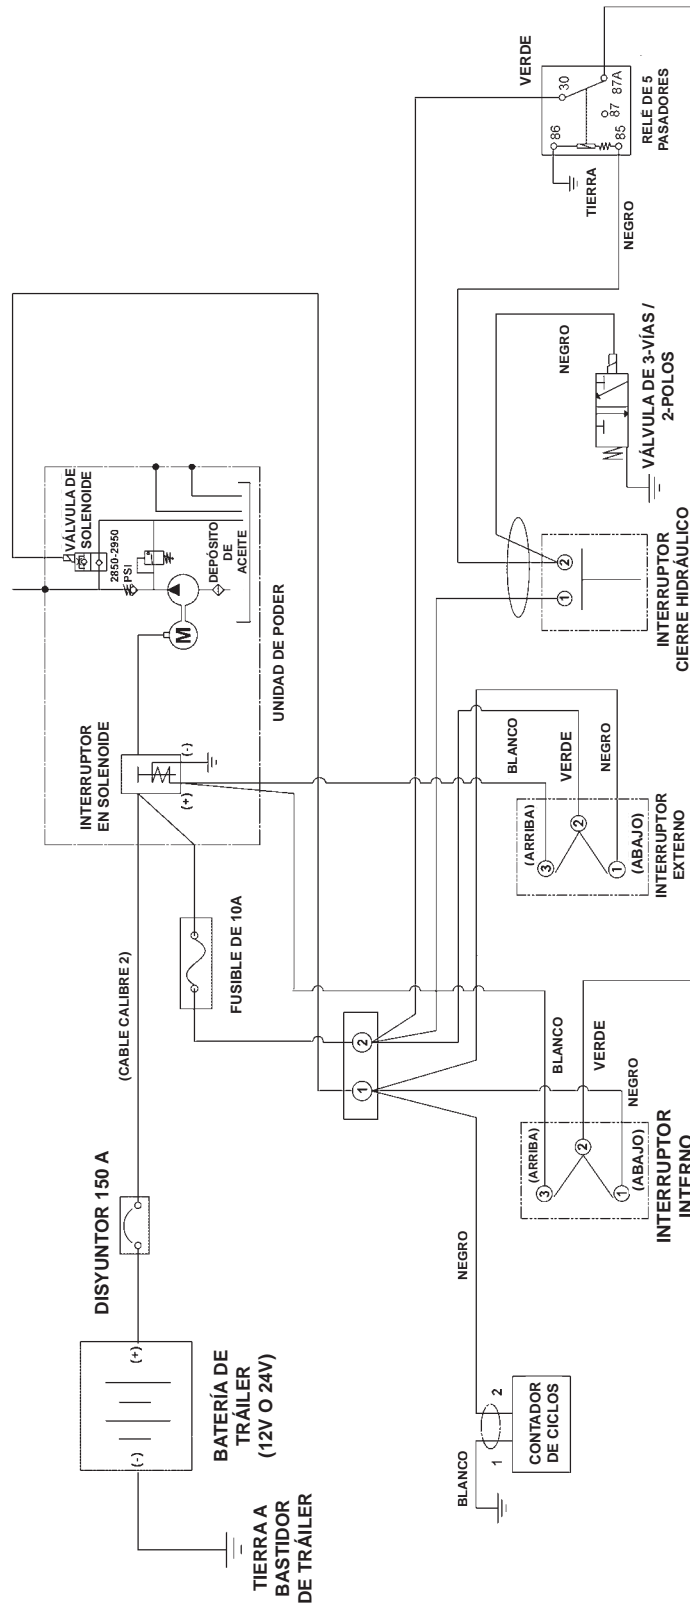 TIERRA A
BASTIDOR
DE TRÁILER
BATERÍA DE
TRÁILER
(12V O 24V)
(-)
(+)
DISYUNTOR 150 A
(CABLE CALIBRE 2)
FUSIBLE DE 10A
INTERRUPTOR
EN SOLENOIDE
(+)
(-)
M
UNIDAD DE PODER
VÁLVULA DE
SOLENOIDE
2850-2950
PSI
DEPÓSITO
DE
ACEITE
1
2
BLANCO
1
2
NEGRO
CONTADOR
DE CICLOS
BLANCO
VERDE
NEGRO
(ARRIBA)
3
2
1
(ABAJO)
INTERRUPTOR
INTERNO
BLANCO
VERDE
NEGRO
(ARRIBA)
3
2
1
(ABAJO)
INTERRUPTOR
EXTERNO
1
2
INTERRUPTOR
CIERRE HIDRÁULICO
NEGRO
VÁLVULA DE 3-VÍAS /
2-POLOS
NEGRO
TIERRA
VERDE
86
30
87
87A
85
RELÉ DE 5
PASADORES